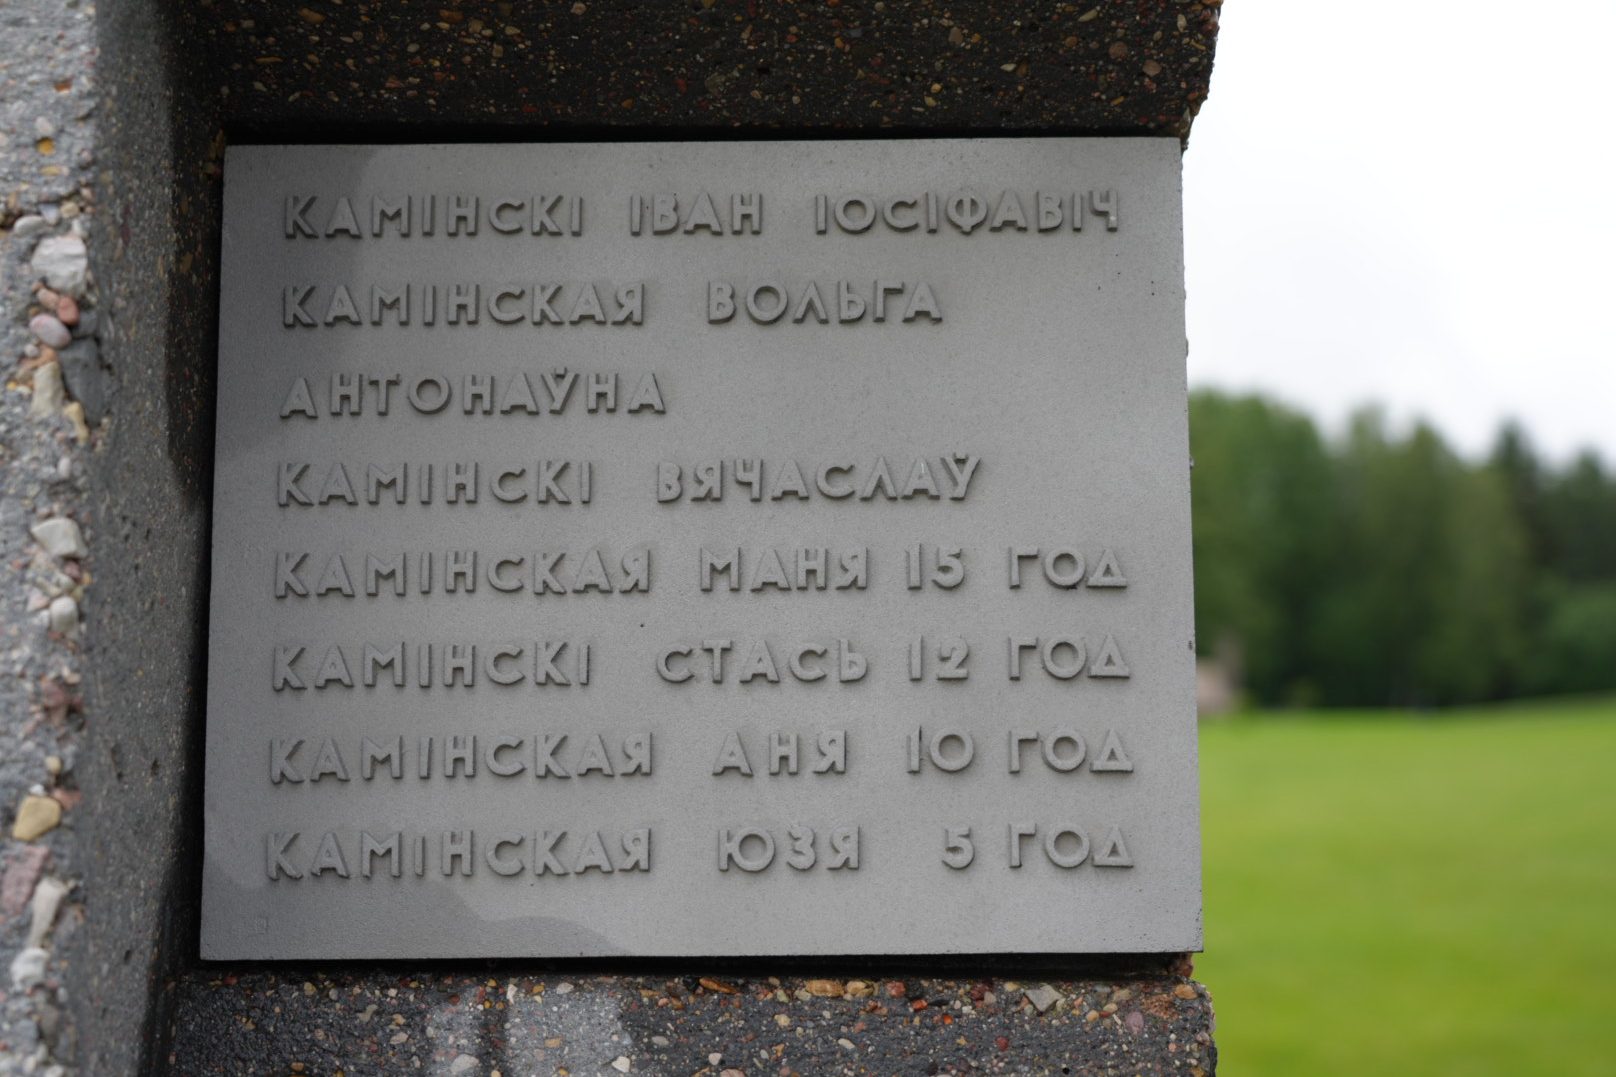 КАМІНСКІ ІВАН ІОСІФАВІЧ
КАМІНСКАЯ ВОЛЬГА
АНТОНАЎНА
КАМІНСКІ ВЯЧАСЛАЎ
КАМІНСКАЯ МАНЯ 15 ГОД
КАМІНСКІ СТАСЬ 12 ГОД
КАМІНСКАЯ АНЯ 10 ГОД
КАМІНСКАЯ ЮЗЯ 5 ГОД